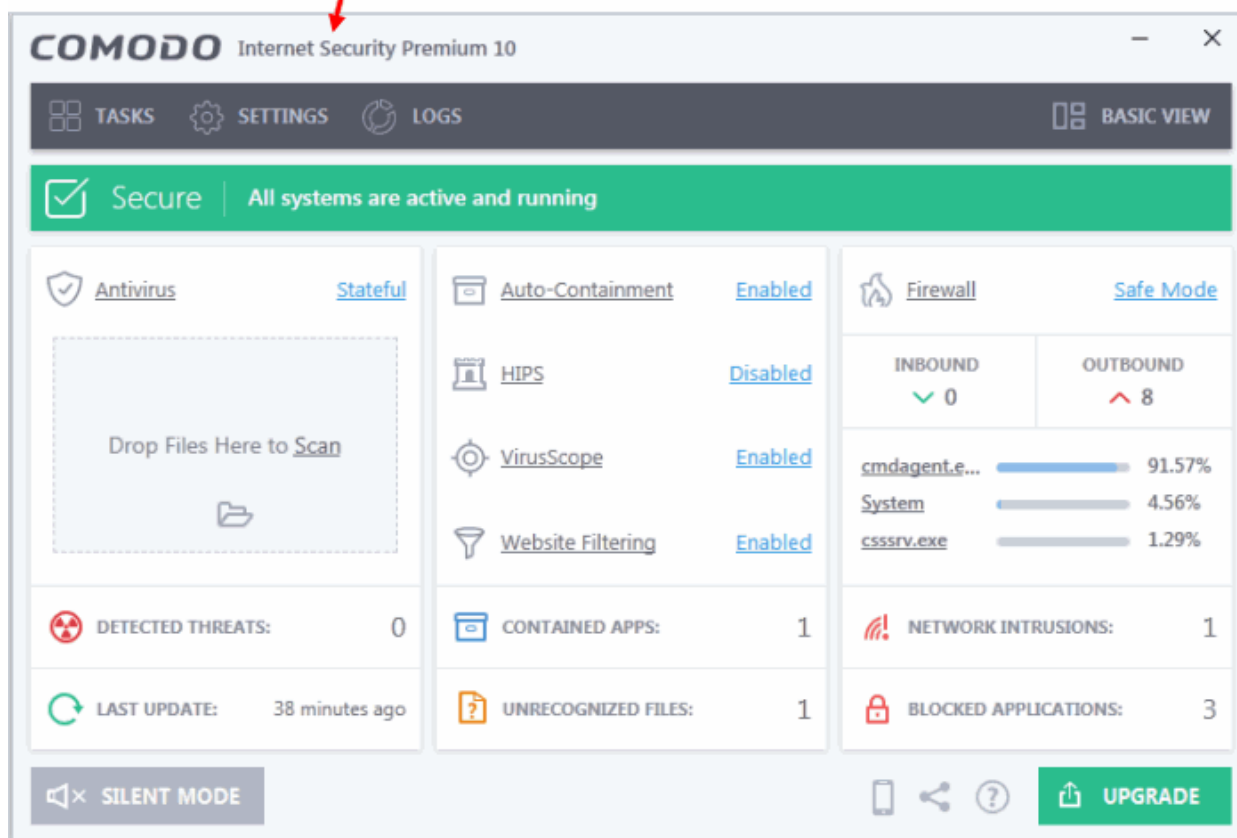 COMODO Internet Security Premium 10
TASKS SETTINGS LOGS BASIC VIEW
Secure All systems are active and running
Antivirus Stateful
Drop Files Here to Scan
DETECTED THREATS: 0
LAST UPDATE: 38 minutes ago
Auto-Containment Enabled
HIPS Disabled
VirusScope Enabled
Website Filtering Enabled
CONTAINED APPS: 1
UNRECOGNIZED FILES: 1
Firewall Safe Mode
INBOUND OUTBOUND
0 8
cmdagent.e... 91.57%
System 4.56%
csssrv.exe 1.29%
NETWORK INTRUSIONS: 1
BLOCKED APPLICATIONS: 3
SILENT MODE UPGRADE